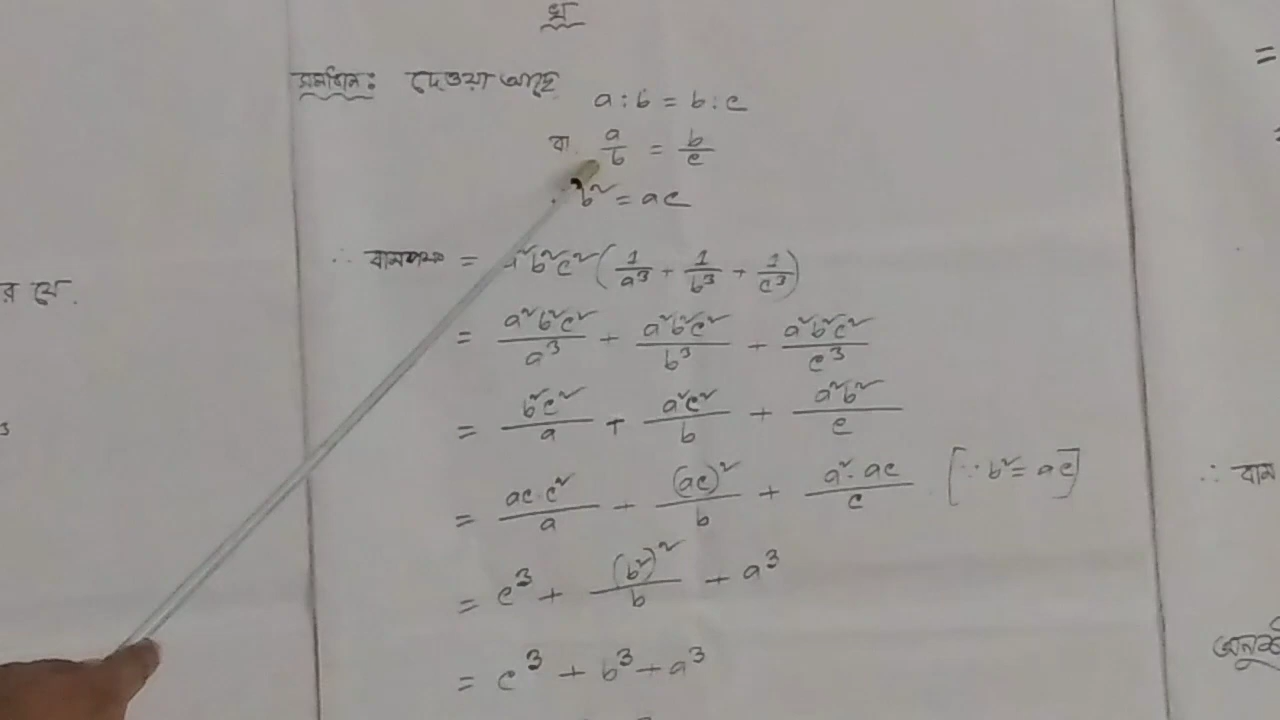 খ
সমাধান: দেওয়া আছে,
a : b = b : c
বা, a/b = b/c
b² = ac
∴ বামপক্ষ = a²b²c² (1/a³ + 1/b³ + 1/c³)
= a²b²c²/a³ + a²b²c²/b³ + a²b²c²/c³
= b²c²/a + a²c²/b + a²b²/c
= ac·c²/a + (ac)²/b + a²·ac/c [∵ b² = ac]
= c³ + (b²)²/b + a³
= c³ + b³ + a³
র যে,
3
=
∴ বাম